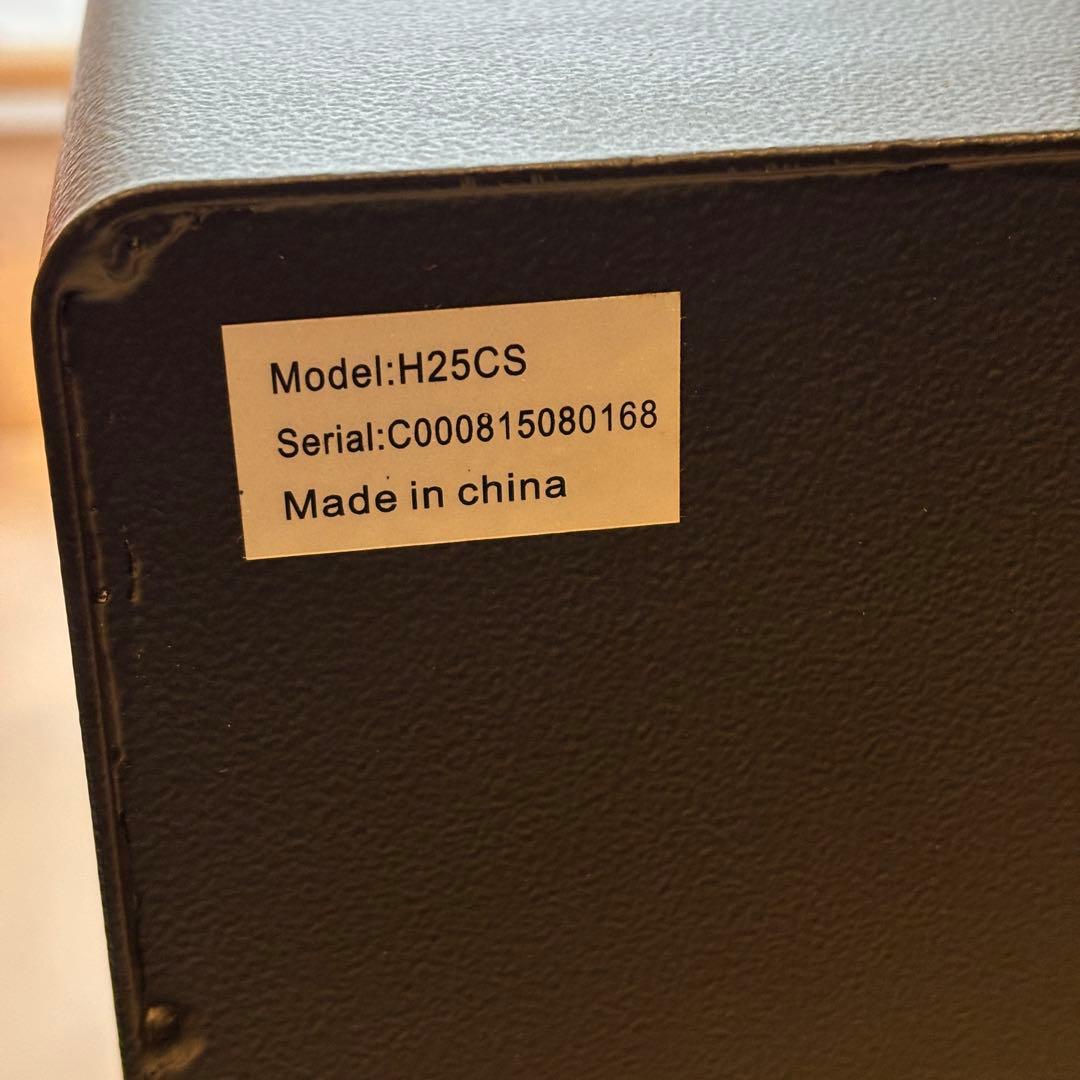 Model:H25CS
Serial:C000815080168
Made in china